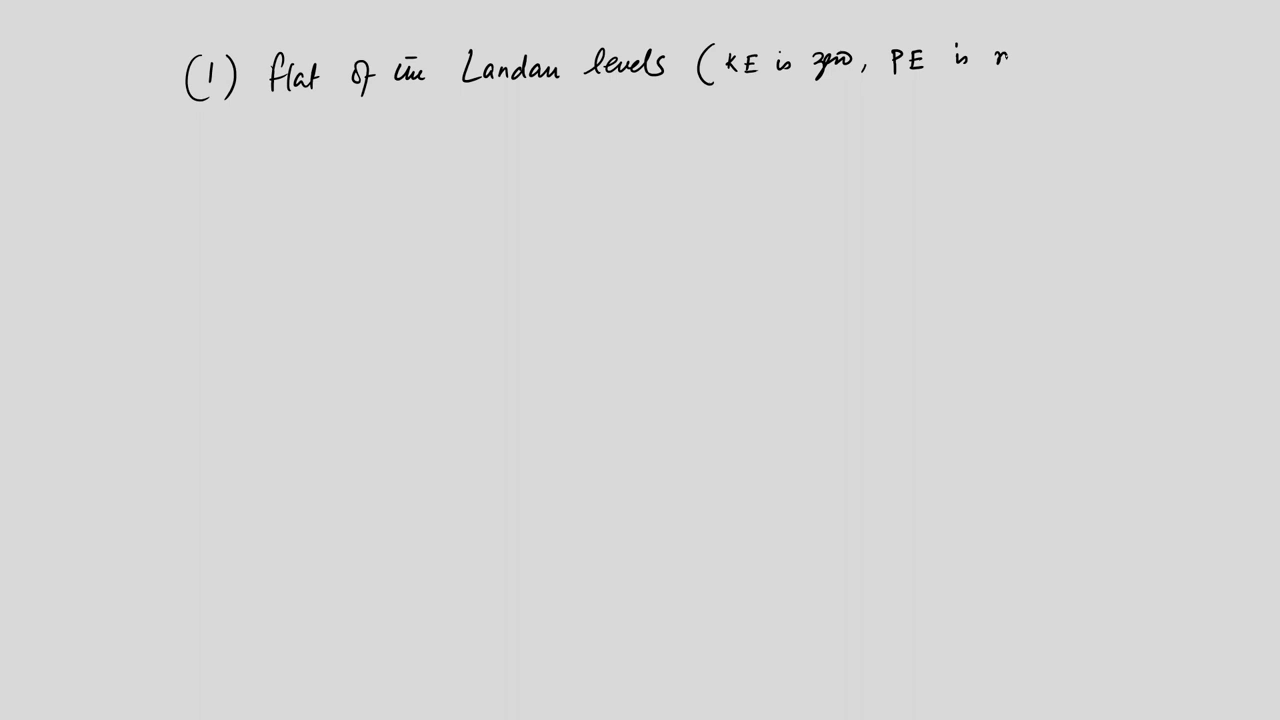 (1) flat of the Landau levels (KE is zero, PE is n